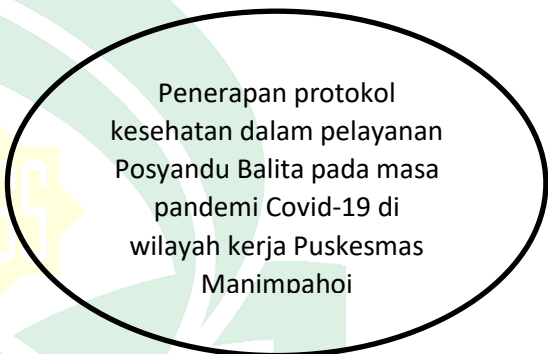 Penerapan protokol
kesehatan dalam pelayanan
Posyandu Balita pada masa
pandemi Covid-19 di
wilayah kerja Puskesmas
Manimpahoi